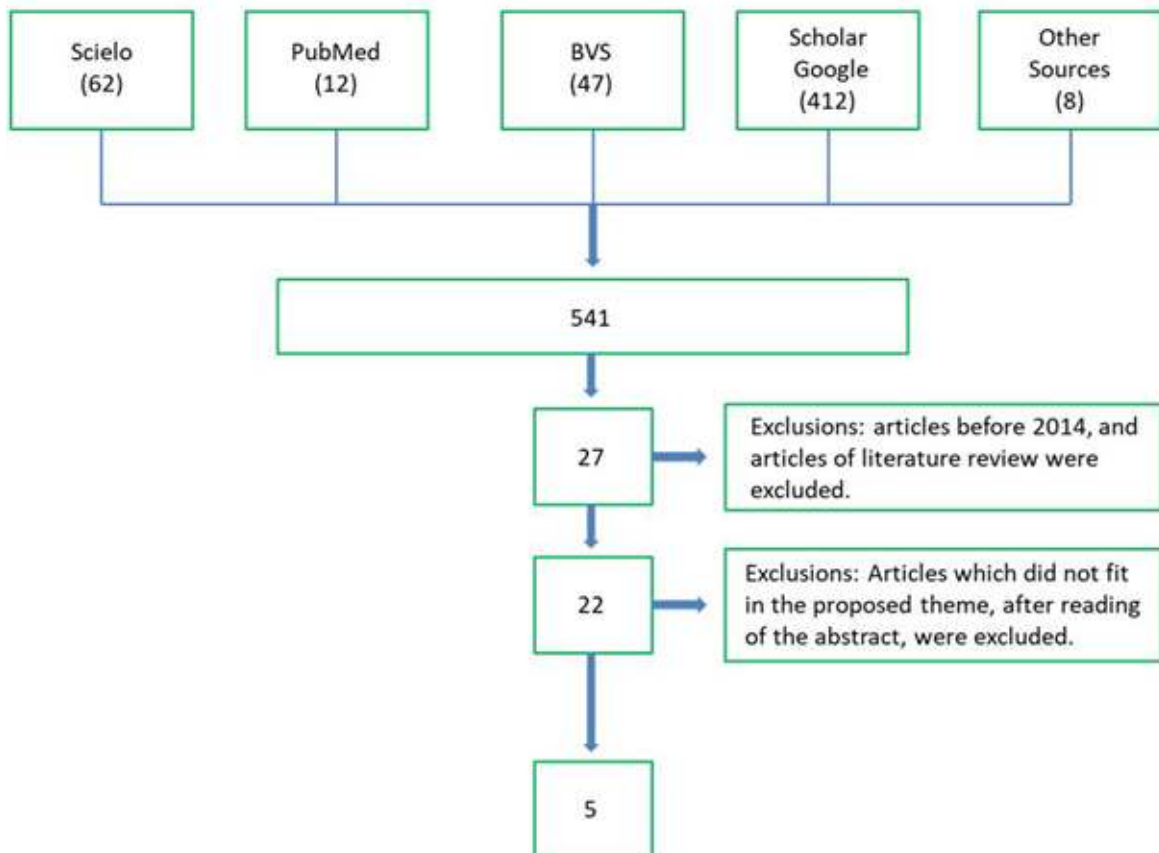 Scielo
(62)
PubMed
(12)
BVS
(47)
Scholar
Google
(412)
Other
Sources
(8)
541
27
Exclusions: articles before 2014, and
articles of literature review were
excluded.
22
Exclusions: Articles which did not fit
in the proposed theme, after reading
of the abstract, were excluded.
5